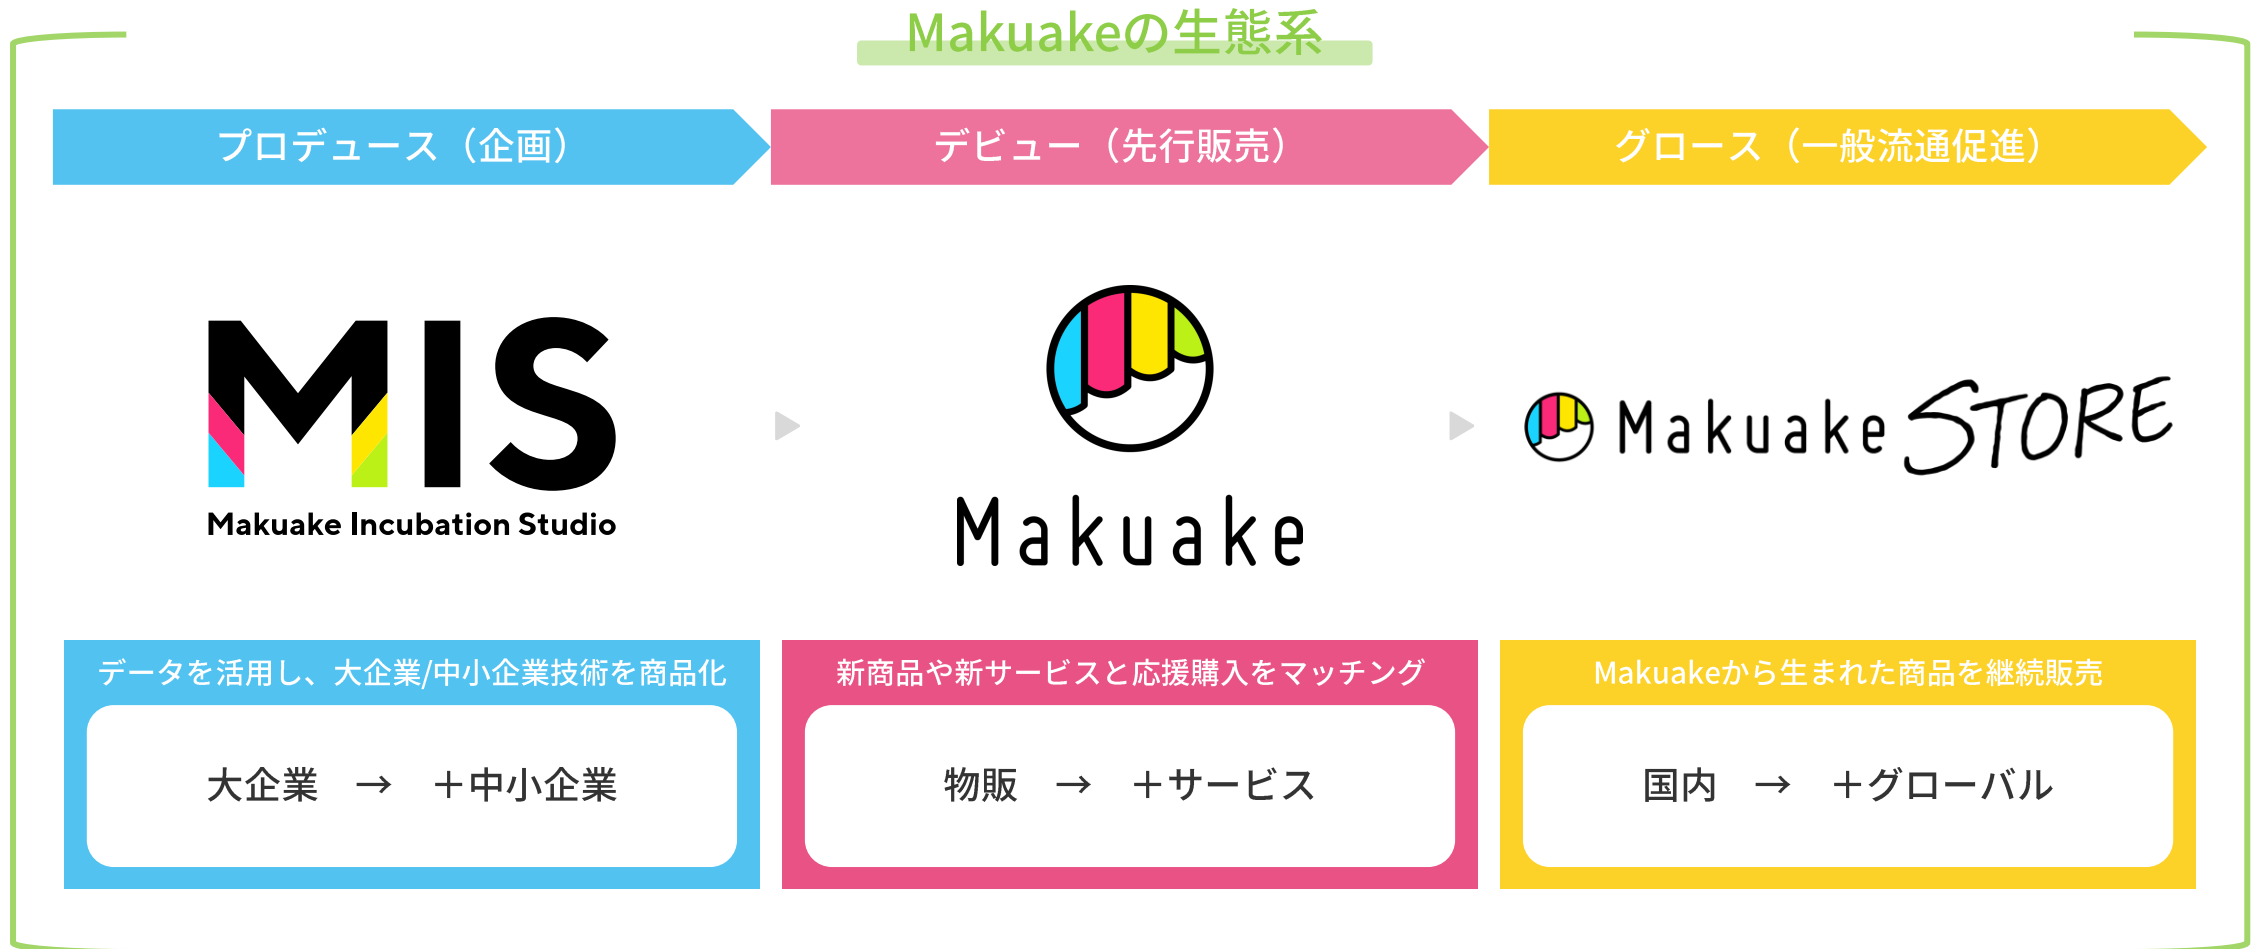 Makuakeの生態系
プロデュース（企画）
デビュー（先行販売）
グロース（一般流通促進）
MIS
Makuake Incubation Studio
Makuake
Makuake STORE
データを活用し、大企業/中小企業技術を商品化
大企業　→　＋中小企業
新商品や新サービスと応援購入をマッチング
物販　→　＋サービス
Makuakeから生まれた商品を継続販売
国内　→　＋グローバル